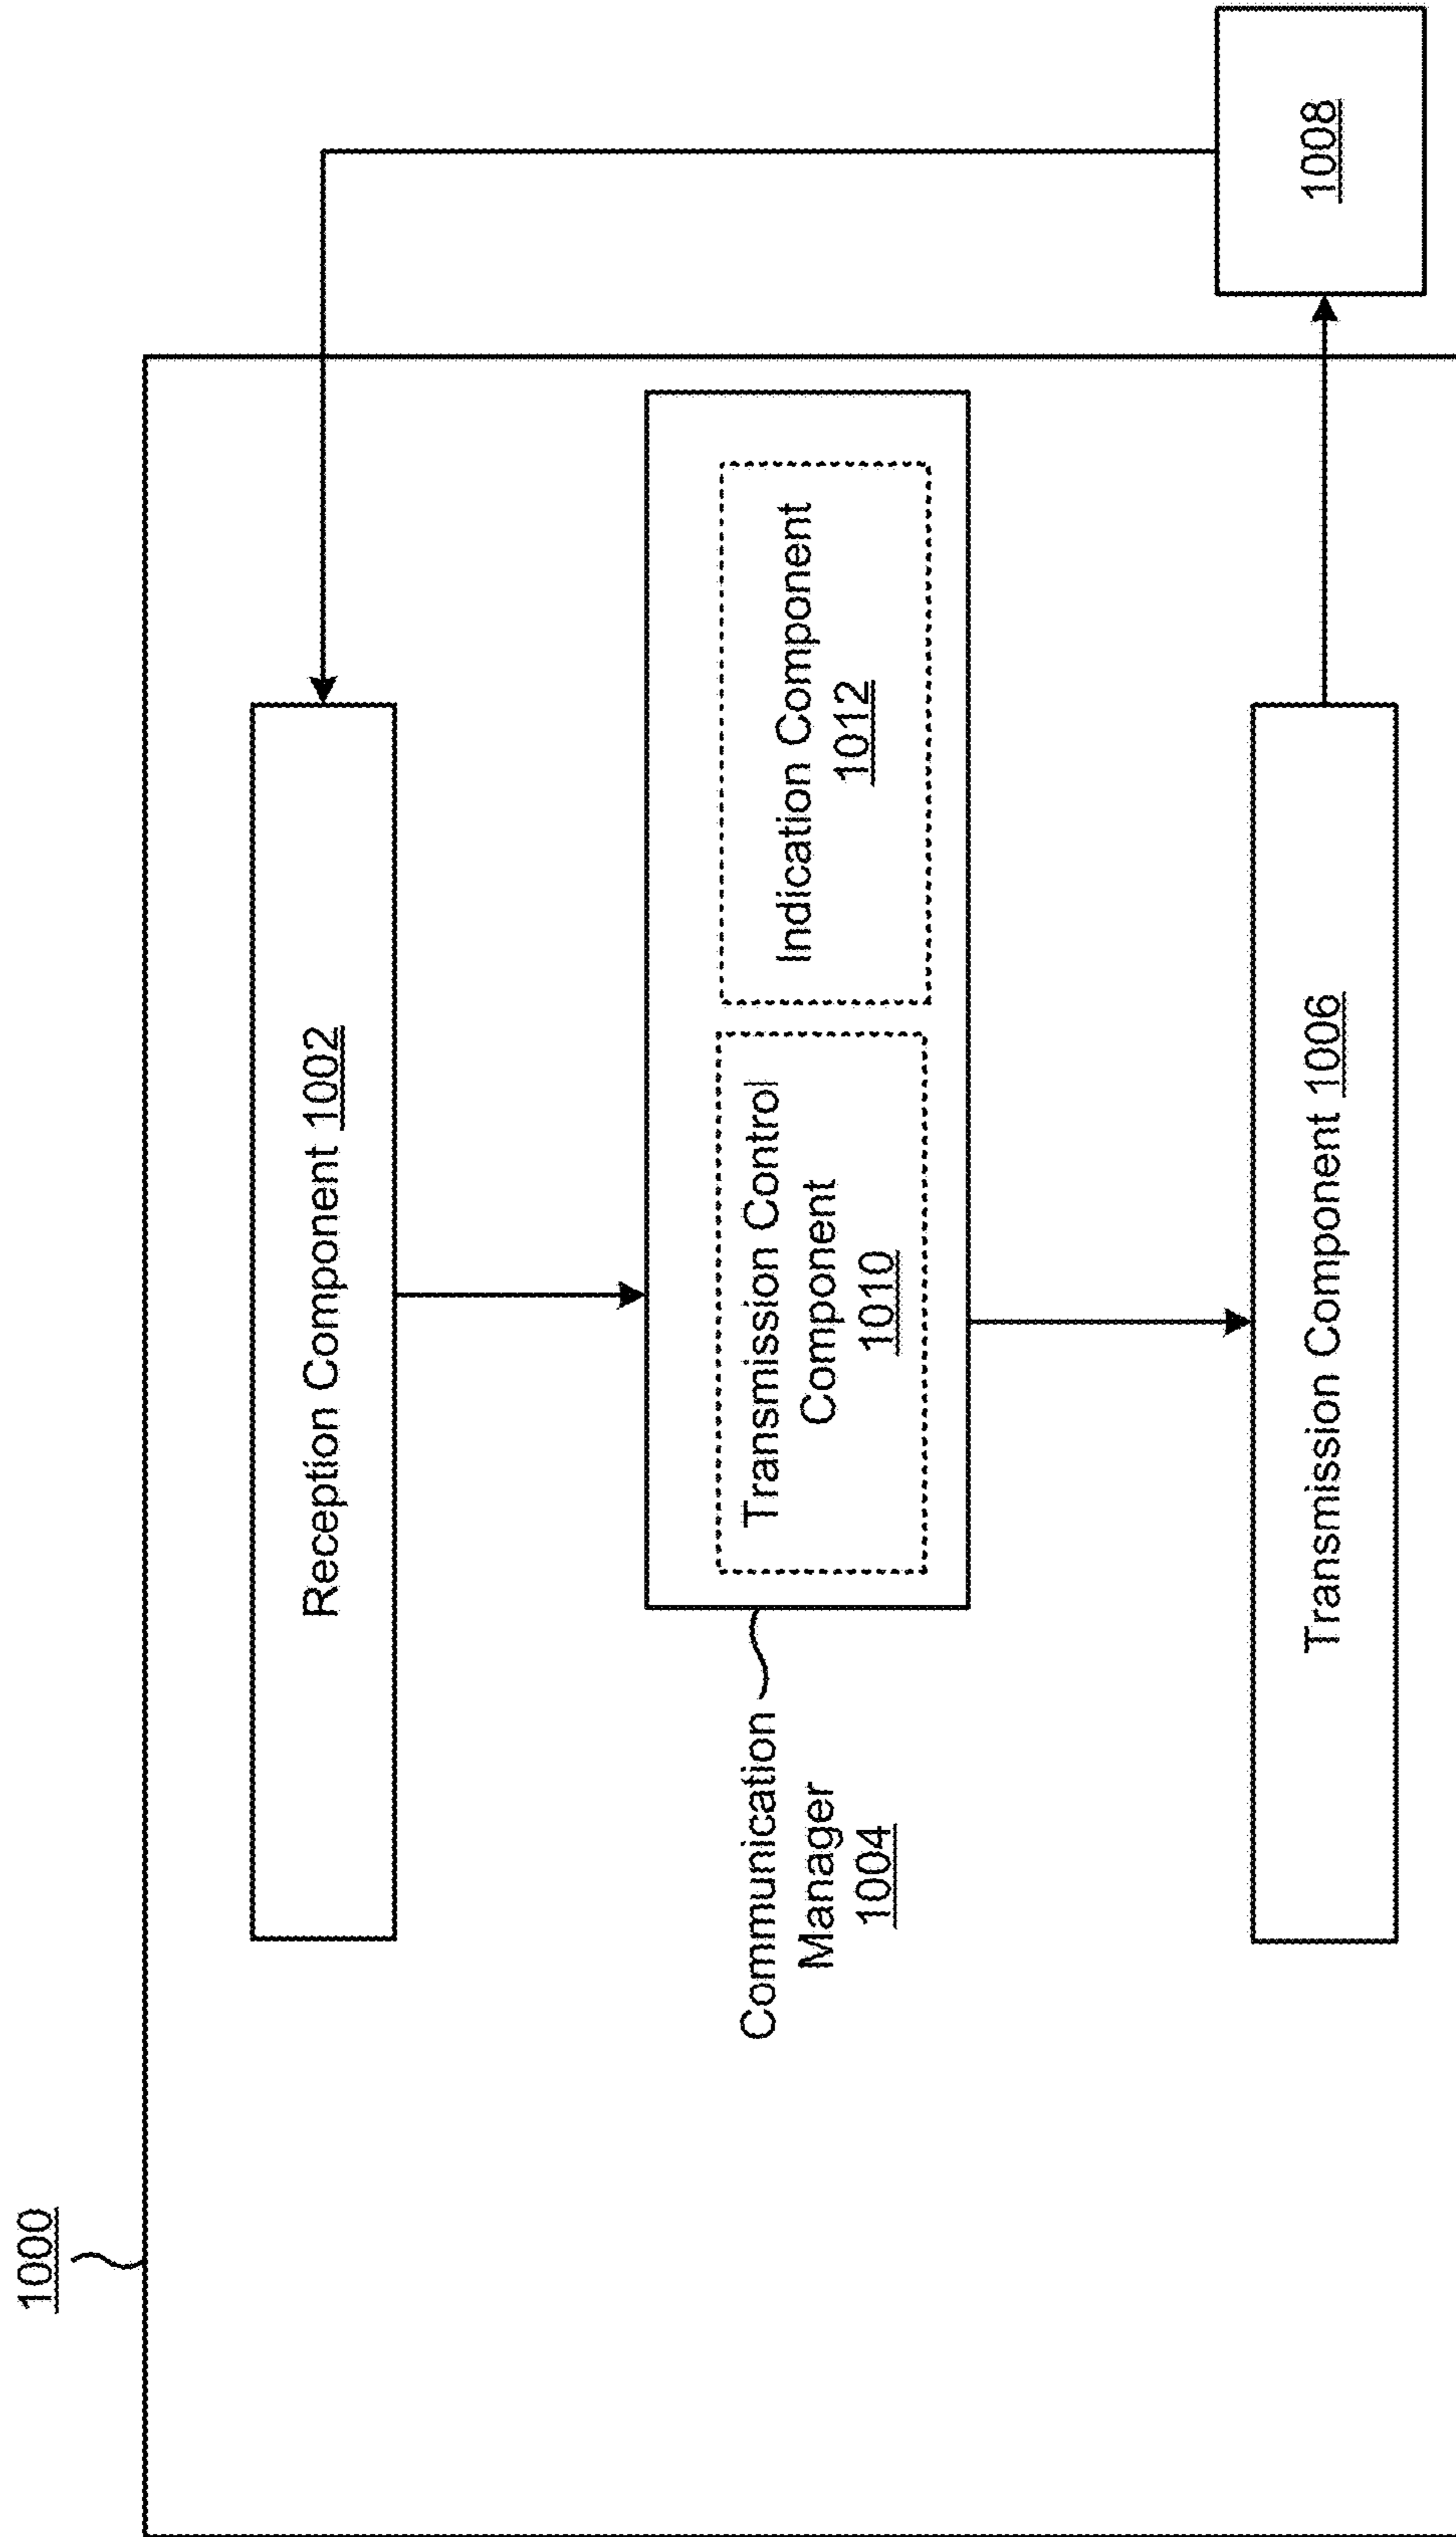 1000
Reception Component 1002
Communication
Manager
1004
Transmission Control
Component
1010
Indication Component
1012
Transmission Component 1006
1008